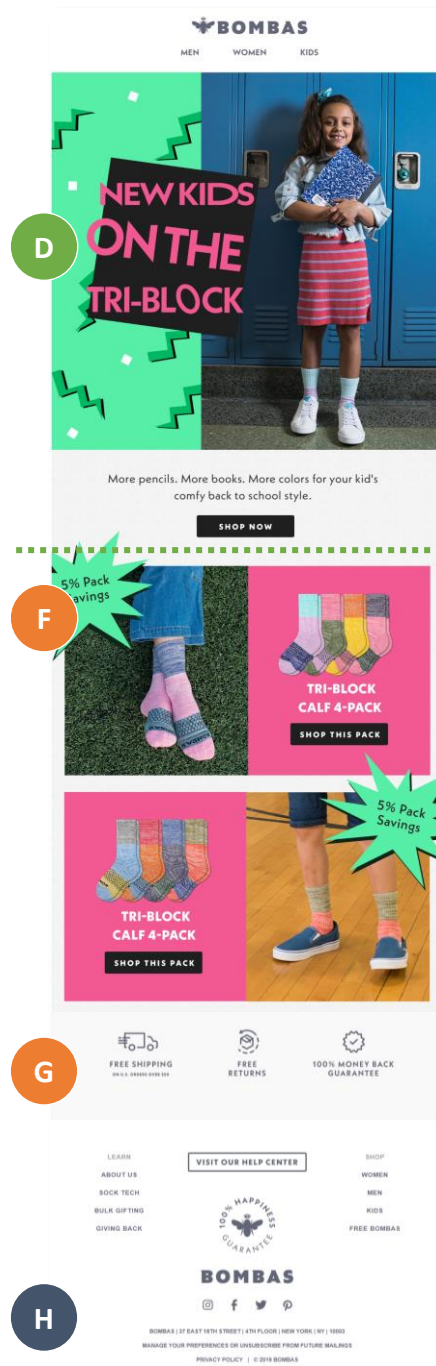 BOMBAS
MEN WOMEN KIDS
NEW KIDS
ON THE
TRI-BLOCK
D
More pencils. More books. More colors for your kid's
comfy back to school style.
SHOP NOW
5% Pack
Savings
F
TRI-BLOCK
CALF 4-PACK
SHOP THIS PACK
5% Pack
Savings
TRI-BLOCK
CALF 4-PACK
SHOP THIS PACK
G
FREE SHIPPING
ON U.S. ORDERS OVER $50
FREE
RETURNS
100% MONEY BACK
GUARANTEE
LEARN
ABOUT US
SOCK TECH
BULK GIFTING
GIVING BACK
VISIT OUR HELP CENTER
100% HAPPINESS
GUARANTEE
SHOP
WOMEN
MEN
KIDS
FREE BOMBAS
BOMBAS
H
BOMBAS | 37 EAST 18TH STREET | 4TH FLOOR | NEW YORK | NY | 10003
MANAGE YOUR PREFERENCES OR UNSUBSCRIBE FROM FUTURE MAILINGS
PRIVACY POLICY | © 2019 BOMBAS